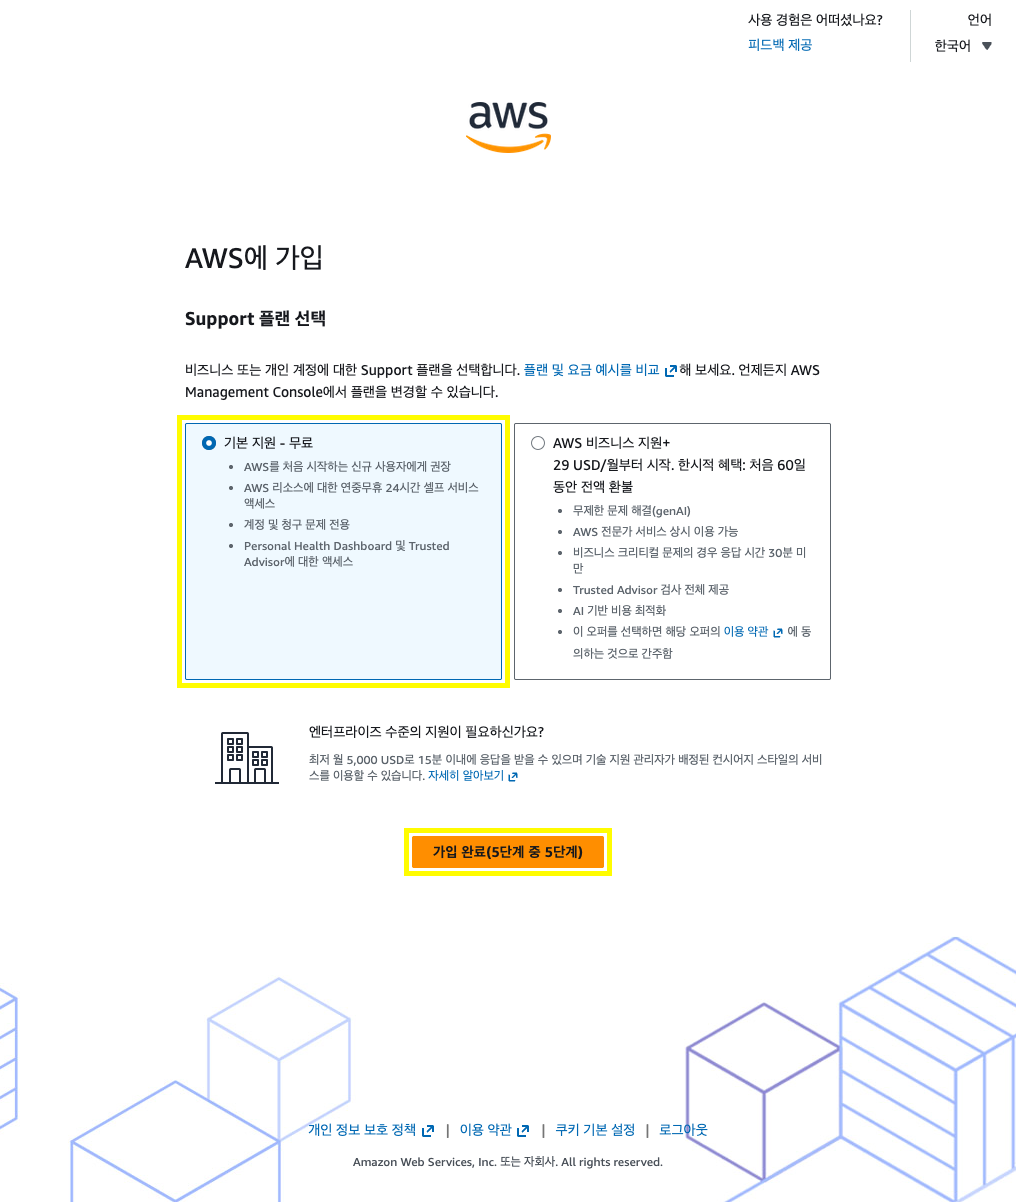 사용 경험은 어떠셨나요?
피드백 제공
언어
한국어
aws
AWS에 가입
Support 플랜 선택
비즈니스 또는 개인 계정에 대한 Support 플랜을 선택합니다. 플랜 및 요금 예시를 비교 해 보세요. 언제든지 AWS
Management Console에서 플랜을 변경할 수 있습니다.
기본 지원 - 무료
AWS를 처음 시작하는 신규 사용자에게 권장
AWS 리소스에 대한 연중무휴 24시간 셀프 서비스
액세스
계정 및 청구 문제 전용
Personal Health Dashboard 및 Trusted
Advisor에 대한 액세스
AWS 비즈니스 지원+
29 USD/월부터 시작. 한시적 혜택: 처음 60일
동안 전액 환불
무제한 문제 해결(genAI)
AWS 전문가 서비스 상시 이용 가능
비즈니스 크리티컬 문제의 경우 응답 시간 30분 미
만
Trusted Advisor 검사 전체 제공
AI 기반 비용 최적화
이 오퍼를 선택하면 해당 오퍼의 이용 약관 에 동
의하는 것으로 간주함
엔터프라이즈 수준의 지원이 필요하신가요?
최저 월 5,000 USD로 15분 이내에 응답을 받을 수 있으며 기술 지원 관리자가 배정된 컨시어지 스타일의 서비
스를 이용할 수 있습니다. 자세히 알아보기
가입 완료(5단계 중 5단계)
개인 정보 보호 정책 | 이용 약관 | 쿠키 기본 설정 | 로그아웃
Amazon Web Services, Inc. 또는 자회사. All rights reserved.